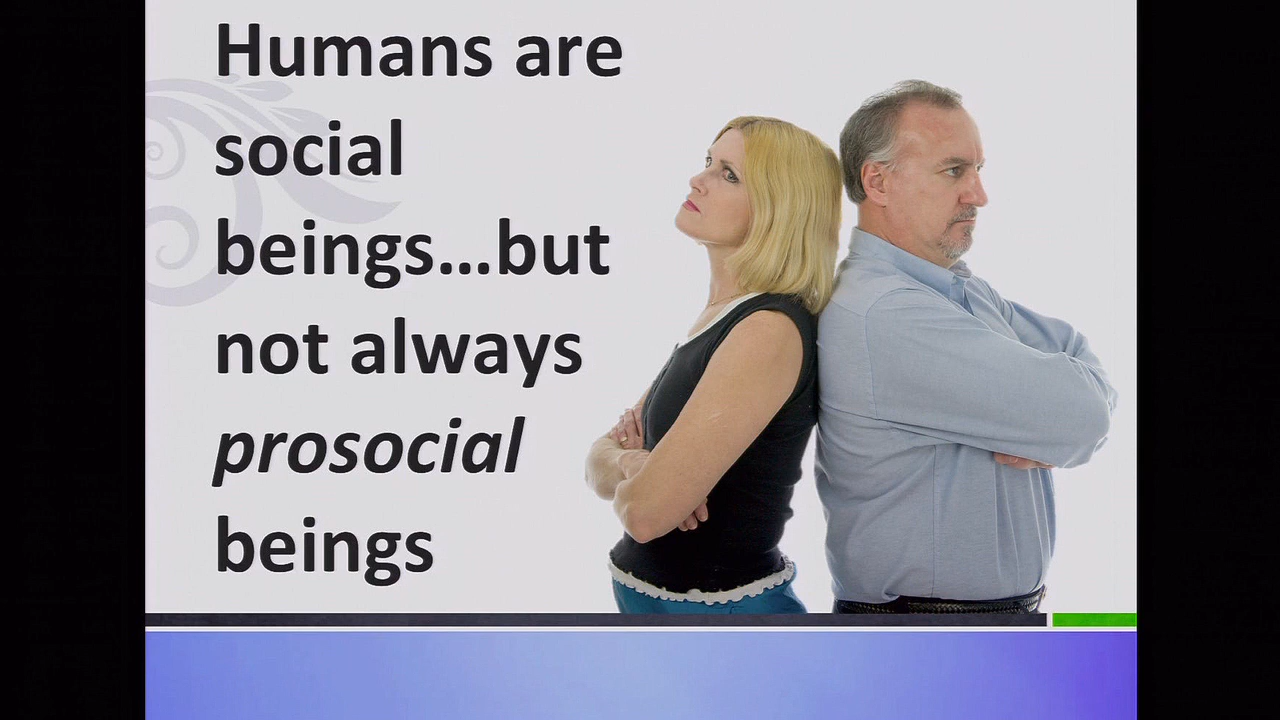 Humans are
social
beings...but
not always
prosocial
beings